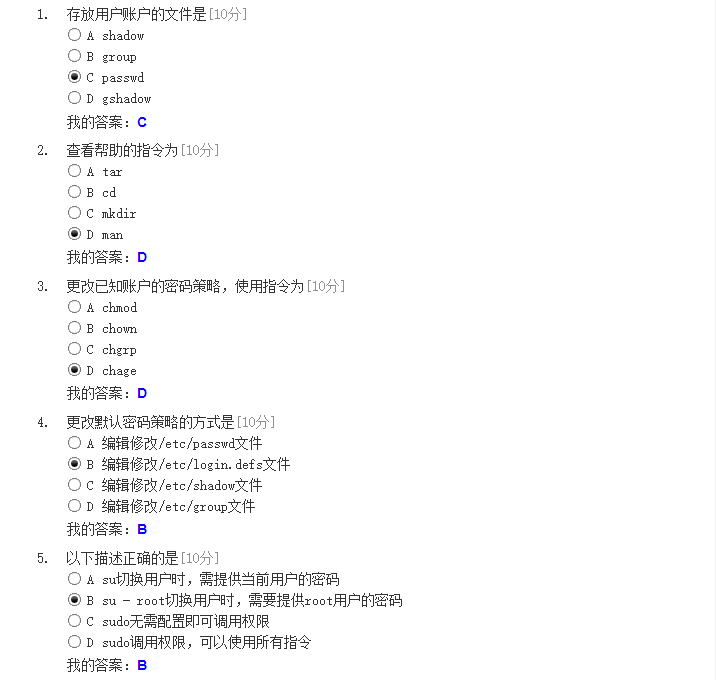 1. 存放用户账户的文件是[10分]
A shadow
B group
C passwd
D gshadow
我的答案：C
2. 查看帮助的指令为[10分]
A tar
B cd
C mkdir
D man
我的答案：D
3. 更改已知账户的密码策略，使用指令为[10分]
A chmod
B chown
C chgrp
D chage
我的答案：D
4. 更改默认密码策略的方式是[10分]
A 编辑修改/etc/passwd文件
B 编辑修改/etc/login.defs文件
C 编辑修改/etc/shadow文件
D 编辑修改/etc/group文件
我的答案：B
5. 以下描述正确的是[10分]
A su切换用户时，需提供当前用户的密码
B su - root切换用户时，需要提供root用户的密码
C sudo无需配置即可调用权限
D sudo调用权限，可以使用所有指令
我的答案：B